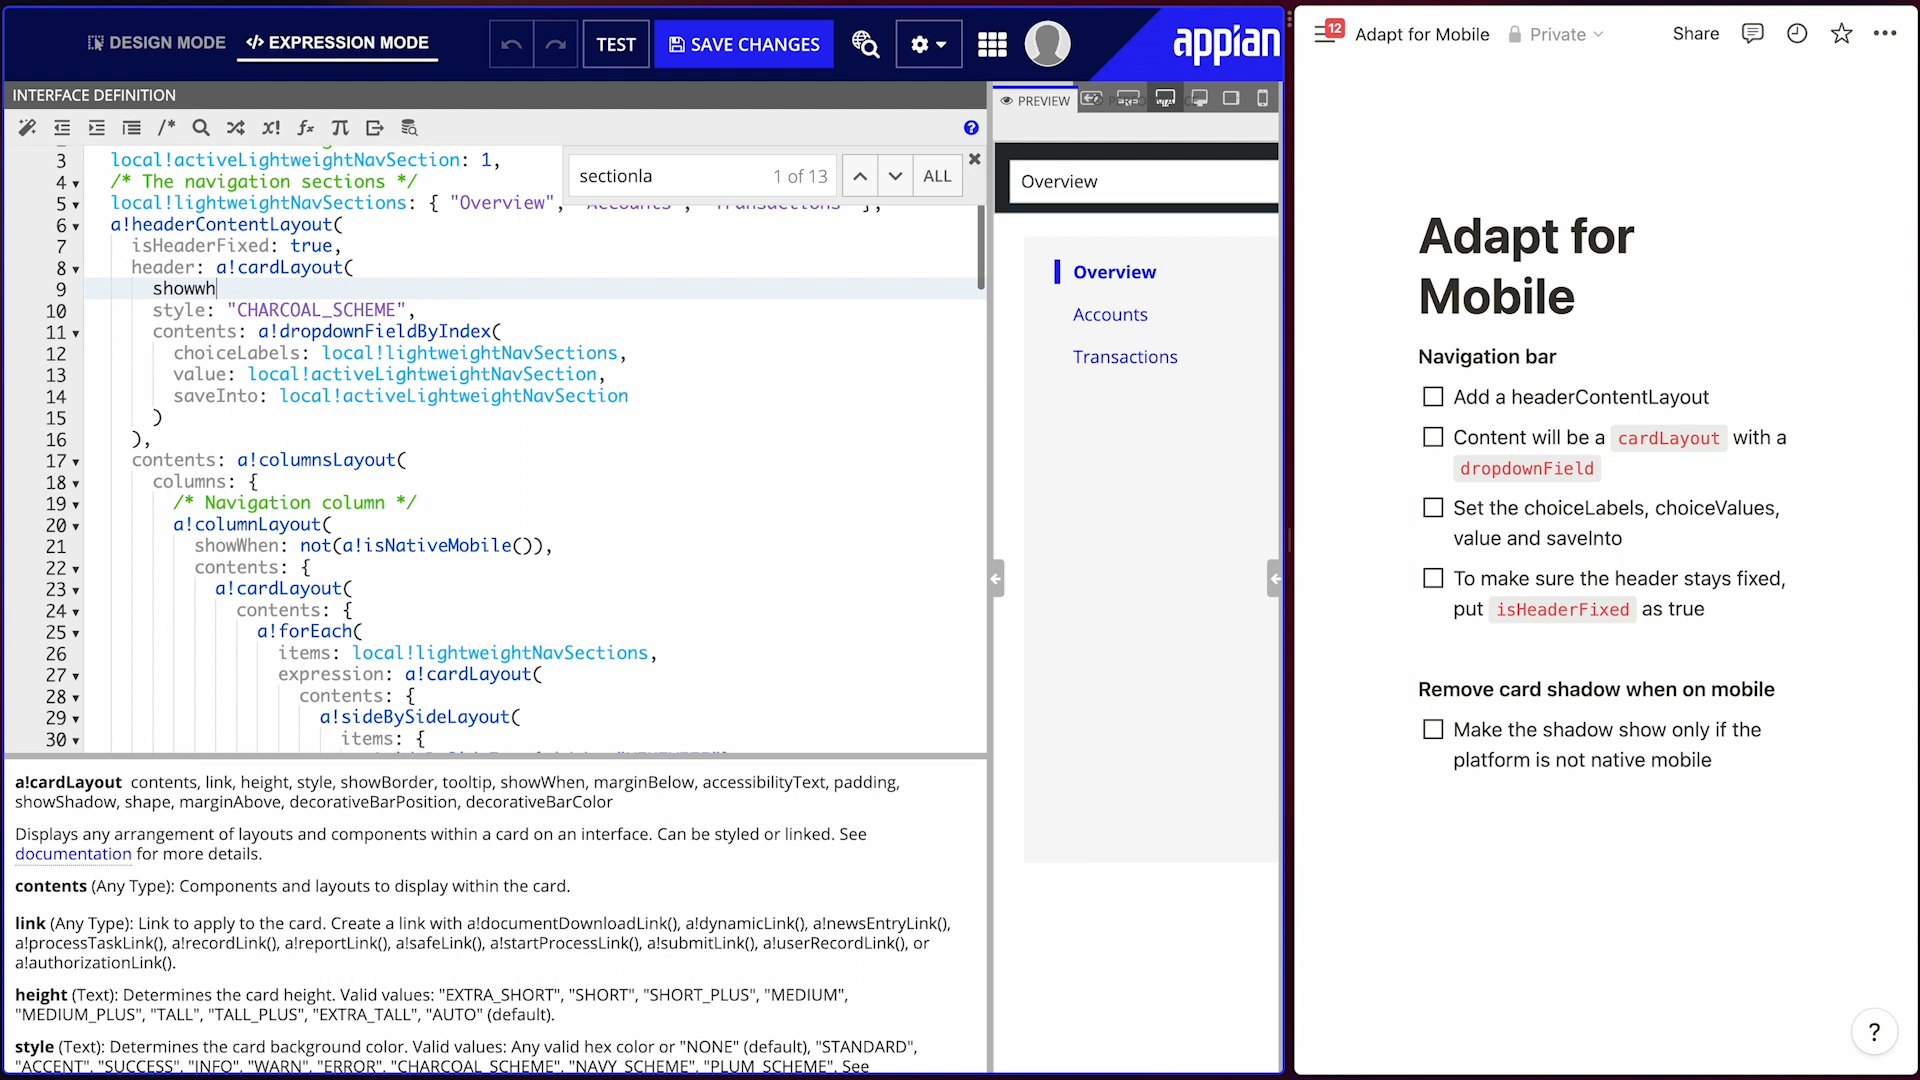 DESIGN MODE
</> EXPRESSION MODE
TEST
SAVE CHANGES
appian
INTERFACE DEFINITION
/*
x!
3 local!activeLightweightNavSection: 1,
4 /* The navigation sections */
5 local!lightweightNavSections: { "Overview", "Accounts", "Transactions" },
6 a!headerContentLayout(
7 isHeaderFixed: true,
8 header: a!cardLayout(
9 showwh
10 style: "CHARCOAL_SCHEME",
11 contents: a!dropdownFieldByIndex(
12 choiceLabels: local!lightweightNavSections,
13 value: local!activeLightweightNavSection,
14 saveInto: local!activeLightweightNavSection
15 )
16 ),
17 contents: a!columnsLayout(
18 columns: {
19 /* Navigation column */
20 a!columnLayout(
21 showWhen: not(a!isNativeMobile()),
22 contents: {
23 a!cardLayout(
24 contents: {
25 a!forEach(
26 items: local!lightweightNavSections,
27 expression: a!cardLayout(
28 contents: {
29 a!sideBySideLayout(
30 items: {
sectionla 1 of 13 ALL
a!cardLayout contents, link, height, style, showBorder, tooltip, showWhen, marginBelow, accessibilityText, padding,
showShadow, shape, marginAbove, decorativeBarPosition, decorativeBarColor
Displays any arrangement of layouts and components within a card on an interface. Can be styled or linked. See
documentation for more details.
contents (Any Type): Components and layouts to display within the card.
link (Any Type): Link to apply to the card. Create a link with a!documentDownloadLink(), a!dynamicLink(), a!newsEntryLink(),
a!processTaskLink(), a!recordLink(), a!reportLink(), a!safeLink(), a!startProcessLink(), a!submitLink(), a!userRecordLink(), or
a!authorizationLink().
height (Text): Determines the card height. Valid values: "EXTRA_SHORT", "SHORT", "SHORT_PLUS", "MEDIUM",
"MEDIUM_PLUS", "TALL", "TALL_PLUS", "EXTRA_TALL", "AUTO" (default).
style (Text): Determines the card background color. Valid values: Any valid hex color or "NONE" (default), "STANDARD",
"ACCENT", "SUCCESS", "INFO", "WARN", "ERROR", "CHARCOAL_SCHEME", "NAVY_SCHEME", "PLUM_SCHEME". See
PREVIEW
Overview
Overview
Accounts
Transactions
12
Adapt for Mobile
Private
Share
Adapt for
Mobile
Navigation bar
Add a headerContentLayout
Content will be a cardLayout with a
dropdownField
Set the choiceLabels, choiceValues,
value and saveInto
To make sure the header stays fixed,
put isHeaderFixed as true
Remove card shadow when on mobile
Make the shadow show only if the
platform is not native mobile
?